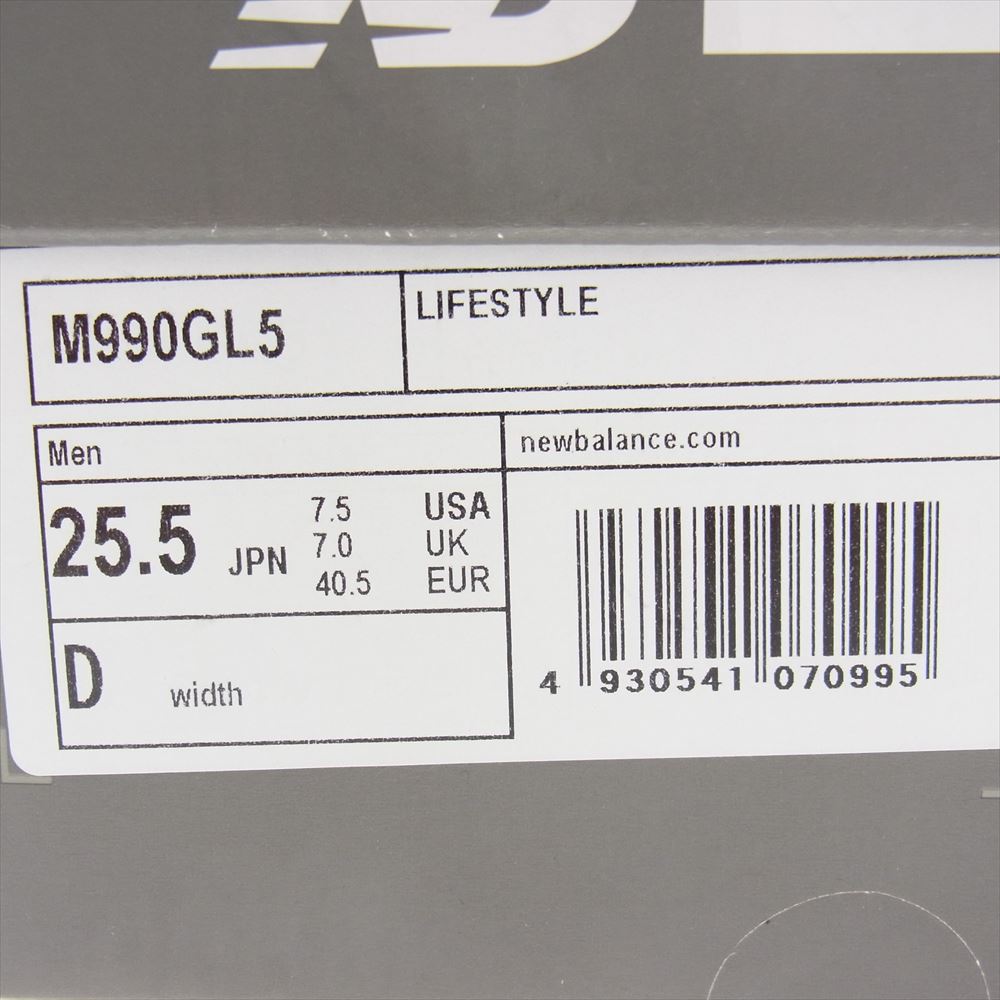 M990GL5
LIFESTYLE
Men
newbalance.com
25.5 JPN
7.5 USA
7.0 UK
40.5 EUR
D width
4 930541 070995